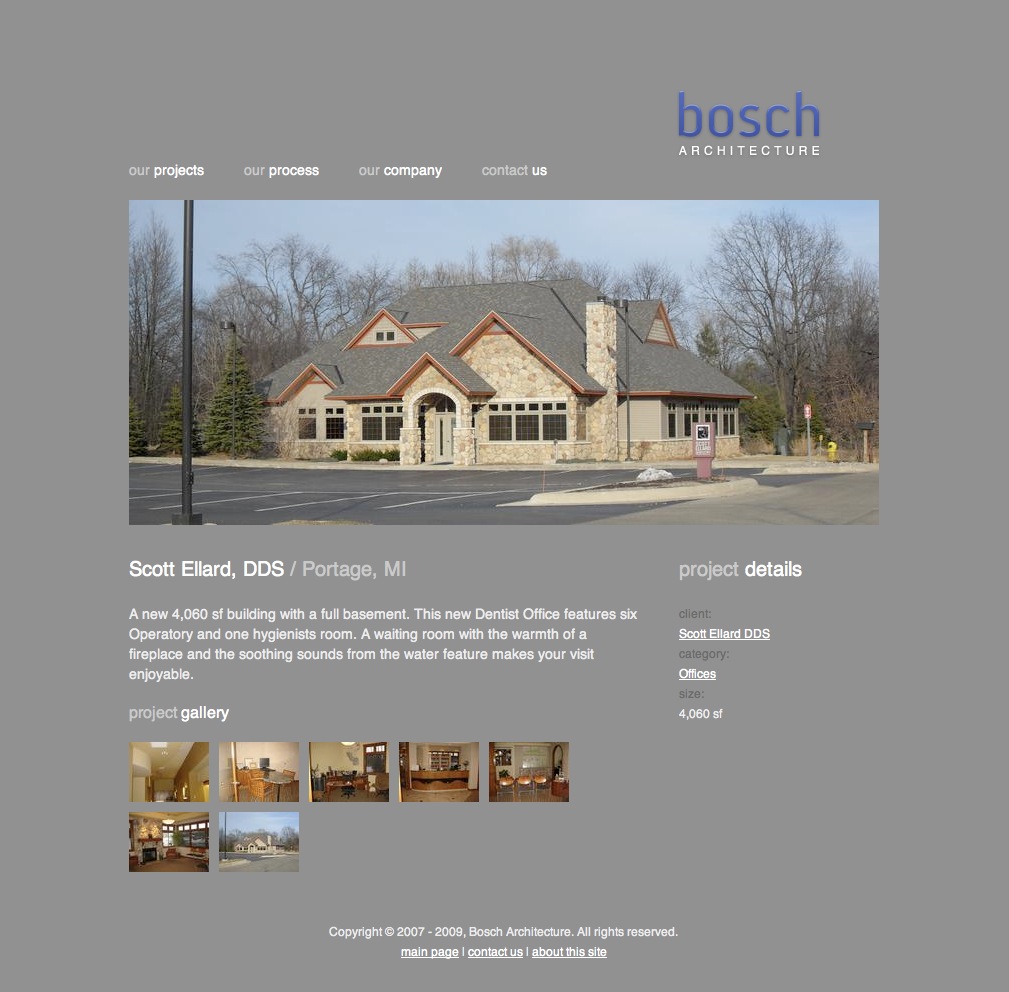 bosch
ARCHITECTURE
our projects
our process
our company
contact us
SCOTT
ELLARD
Scott Ellard, DDS / Portage, MI
A new 4,060 sf building with a full basement. This new Dentist Office features six
Operatory and one hygienists room. A waiting room with the warmth of a
fireplace and the soothing sounds from the water feature makes your visit
enjoyable.
project gallery
project details
client:
Scott Ellard DDS
category:
Offices
size:
4,060 sf
Copyright © 2007 - 2009, Bosch Architecture. All rights reserved.
main page | contact us | about this site